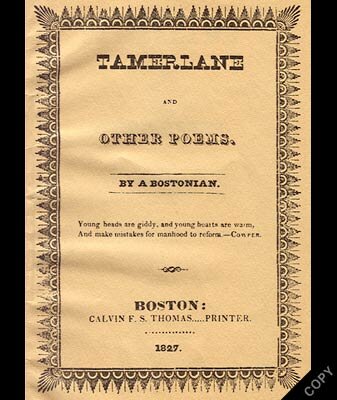 TAMERLANE
AND
OTHER POEMS.
BY A BOSTONIAN.
Young heads are giddy, and young hearts are warm,
And make mistakes for manhood to reform.—COWPER.
BOSTON:
CALVIN F. S. THOMAS.....PRINTER.
1827.
COPY